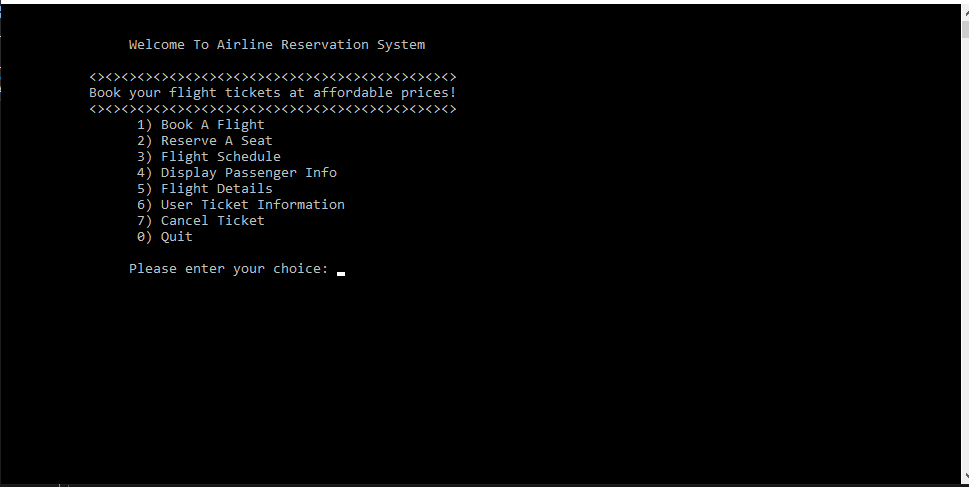 Welcome To Airline Reservation System
<><><><><><><><><><><><><><><><><><><><><><><>
Book your flight tickets at affordable prices!
<><><><><><><><><><><><><><><><><><><><><><><>
1) Book A Flight
2) Reserve A Seat
3) Flight Schedule
4) Display Passenger Info
5) Flight Details
6) User Ticket Information
7) Cancel Ticket
0) Quit
Please enter your choice: _